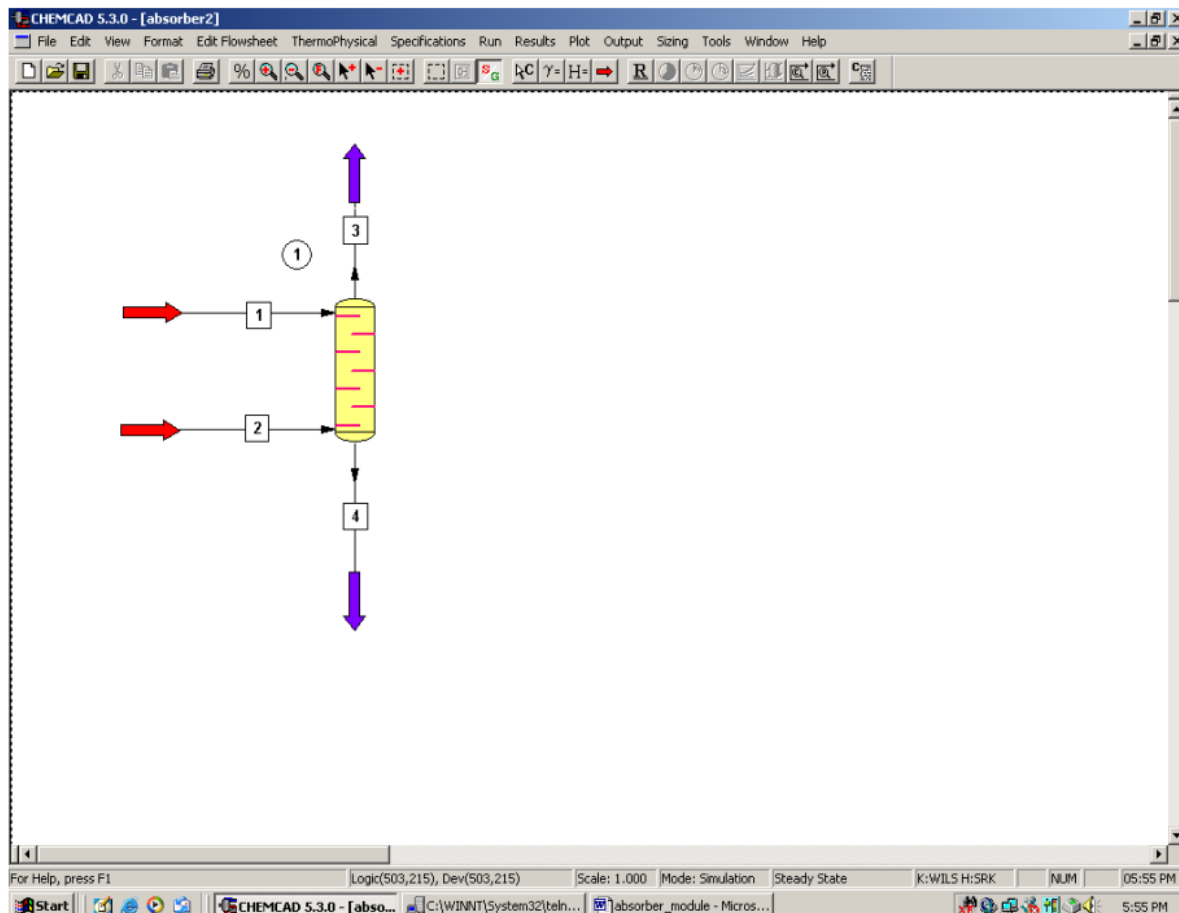 CHEMCAD 5.3.0 - [absorber2]
File Edit View Format Edit Flowsheet ThermoPhysical Specifications Run Results Plot Output Sizing Tools Window Help
% S G C γ= H= R C
3
1
1
2
4
For Help, press F1 Logic(503,215), Dev(503,215) Scale: 1.000 Mode: Simulation Steady State K:WILS H:SRK NUM 05:55 PM
Start CHEMCAD 5.3.0 - [abso... C:\WINNT\System32\teln... absorber_module - Micros... 5:55 PM